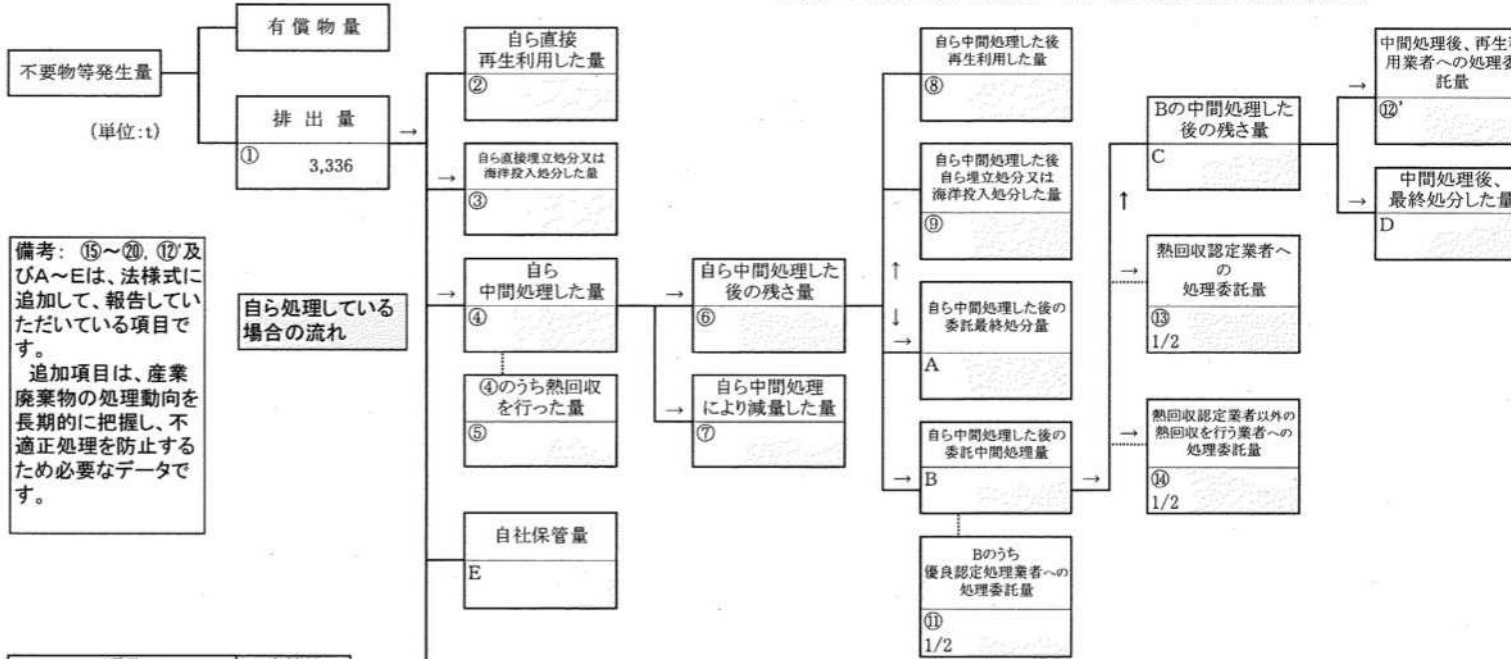 有償物量
不要物等発生量
(単位:t)
排出量
①
3,336
→
備考: ⑮~⑳, ⑫'及
びA~Eは、法様式に
追加して、報告してい
ただいている項目で
す。
追加項目は、産業
廃棄物の処理動向を
長期的に把握し、不
適正処理を防止する
ため必要なデータで
す。
自ら処理している
場合の流れ
自ら直接
再生利用した量
②
→
自ら直接埋立処分又は
海洋投入処分した量
③
→
自ら
中間処理した量
④
④のうち熱回収
を行った量
⑤
自社保管量
E
→
自ら中間処理した
後の残さ量
⑥
→
自ら中間処理
により減量した量
⑦
自ら中間処理した後
再生利用した量
⑧
自ら中間処理した後
自ら埋立処分又は
海洋投入処分した量
⑨
↑
↓
→
自ら中間処理した後の
委託最終処分量
A
自ら中間処理した後の
委託中間処理量
→
B
→
Bのうち
優良認定処理業者への
処理委託量
⑪
1/2
Bの中間処理した
後の残さ量
C
↑
→
熱回収認定業者へ
の
処理委託量
⑬
1/2
→
熱回収認定業者以外の
熱回収を行う業者への
処理委託量
⑭
1/2
中間処理後、再生
用業者への処理委
託量
→
⑫'
中間処理後、
最終処分した量
→
D